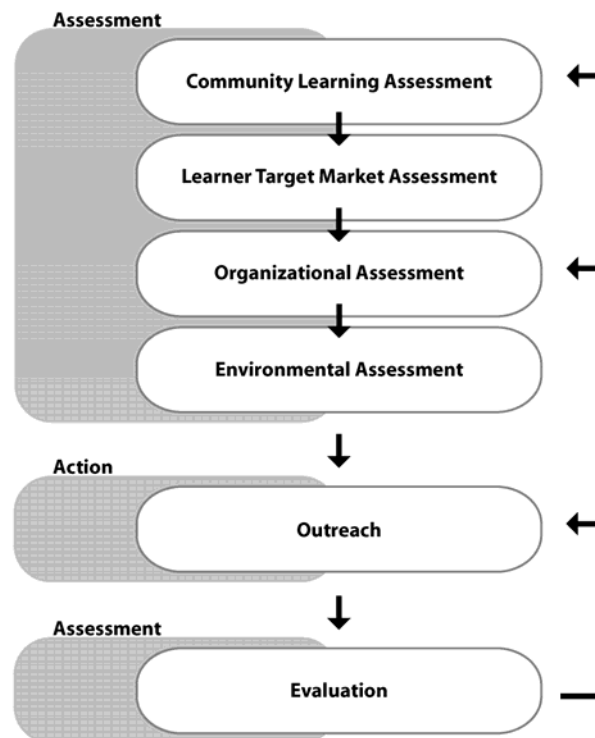 Assessment
Community Learning Assessment
Learner Target Market Assessment
Organizational Assessment
Environmental Assessment
Action
Outreach
Assessment
Evaluation